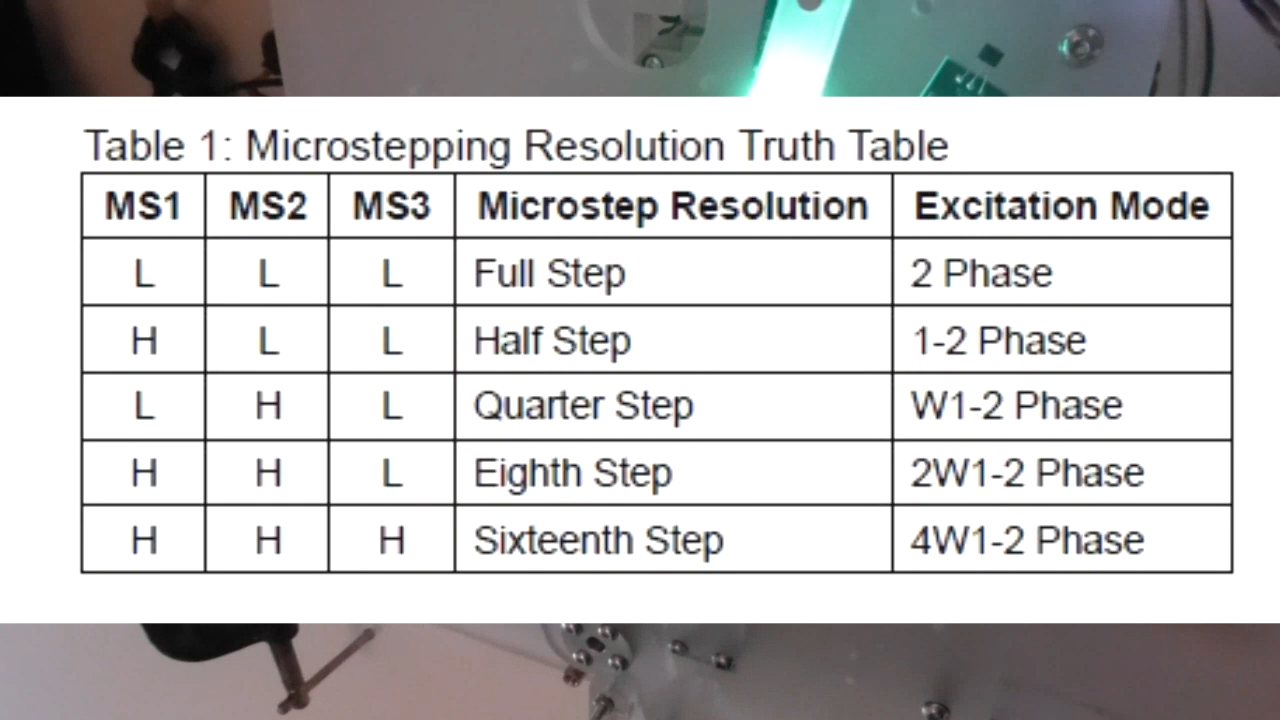 Table 1: Microstepping Resolution Truth Table
MS1 MS2 MS3 Microstep Resolution Excitation Mode
L L L Full Step 2 Phase
H L L Half Step 1-2 Phase
L H L Quarter Step W1-2 Phase
H H L Eighth Step 2W1-2 Phase
H H H Sixteenth Step 4W1-2 Phase